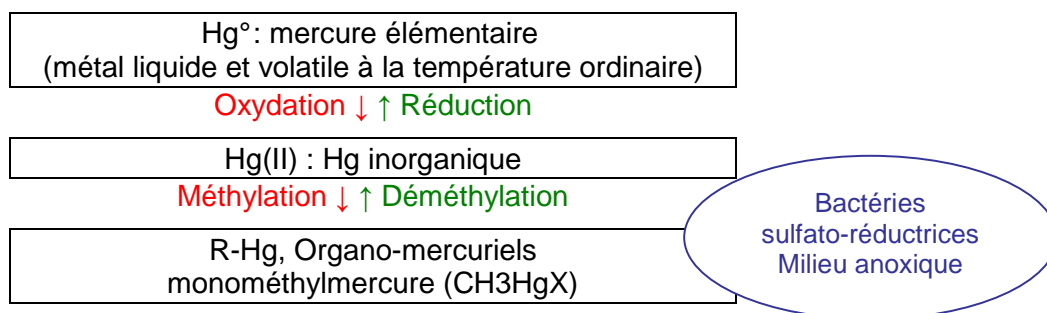 Hg° : mercure élémentaire
(métal liquide et volatile à la température ordinaire)
Oxydation ↓ ↑ Réduction
Hg(II) : Hg inorganique
Méthylation ↓ ↑ Déméthylation
R-Hg, Organo-mercuriels
monométhylmercure (CH3HgX)
Bactéries
sulfato-réductrices
Milieu anoxique